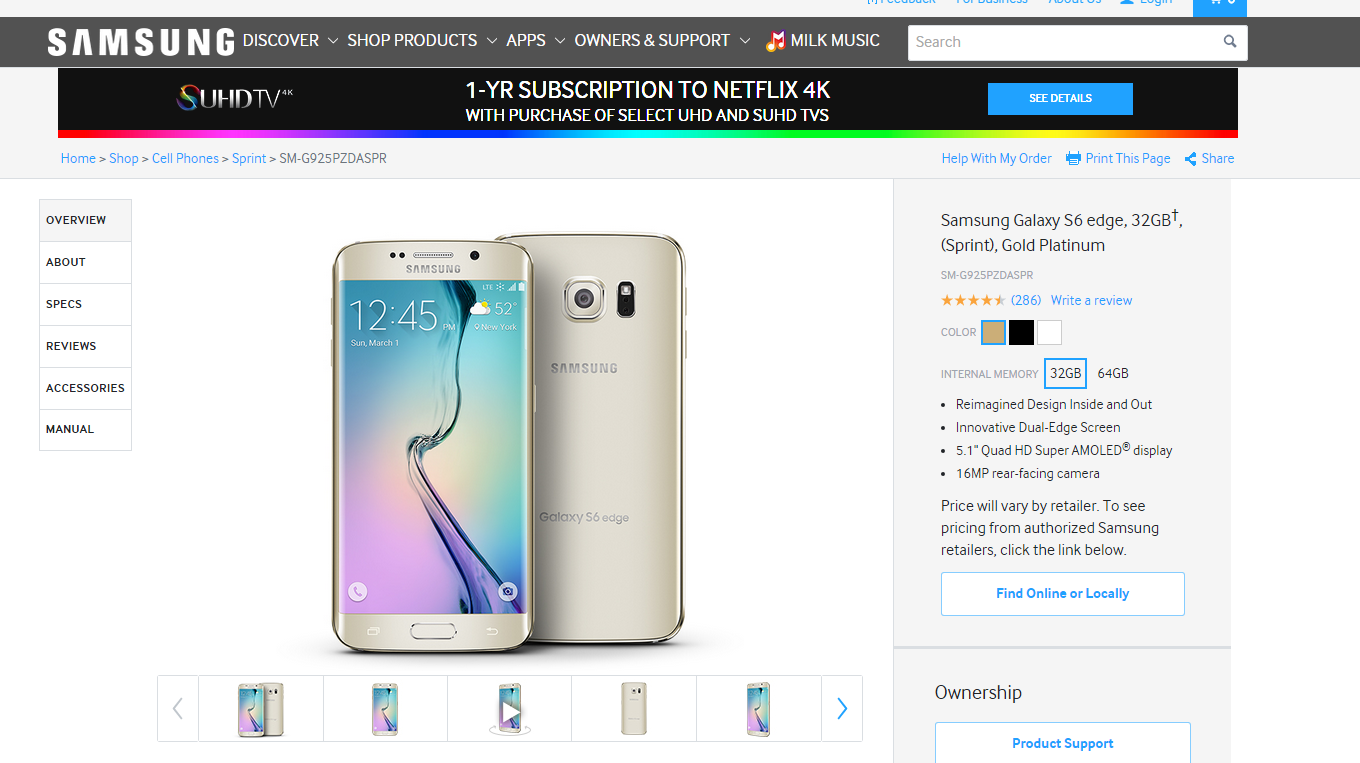 Feedback For Business About Us Login 0
SAMSUNG DISCOVER SHOP PRODUCTS APPS OWNERS & SUPPORT MILK MUSIC Search
SUHDTV 4K
1-YR SUBSCRIPTION TO NETFLIX 4K
WITH PURCHASE OF SELECT UHD AND SUHD TVS
SEE DETAILS
Home > Shop > Cell Phones > Sprint > SM-G925PZDASPR
Help With My Order Print This Page Share
OVERVIEW
ABOUT
SPECS
REVIEWS
ACCESSORIES
MANUAL
SAMSUNG
LTE
12:45 PM 52°
New York
Sun, March 1
SAMSUNG
Galaxy S6 edge
Samsung Galaxy S6 edge, 32GB†,
(Sprint), Gold Platinum
SM-G925PZDASPR
(286) Write a review
COLOR
INTERNAL MEMORY 32GB 64GB
• Reimagined Design Inside and Out
• Innovative Dual-Edge Screen
• 5.1" Quad HD Super AMOLED® display
• 16MP rear-facing camera
Price will vary by retailer. To see
pricing from authorized Samsung
retailers, click the link below.
Find Online or Locally
Ownership
Product Support